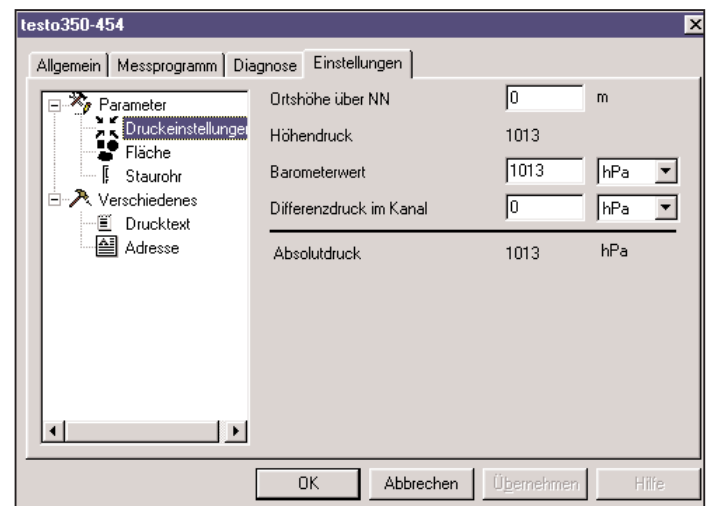 testo350-454
Allgemein Messprogramm Diagnose Einstellungen
Parameter
Druckeinstellunger
Fläche
Staurohr
Verschiedenes
Drucktext
Adresse
Ortshöhe über NN 0 m
Höhendruck 1013
Barometerwert 1013 hPa
Differenzdruck im Kanal 0 hPa
Absolutdruck 1013 hPa
OK Abbrechen Übernehmen Hilfe